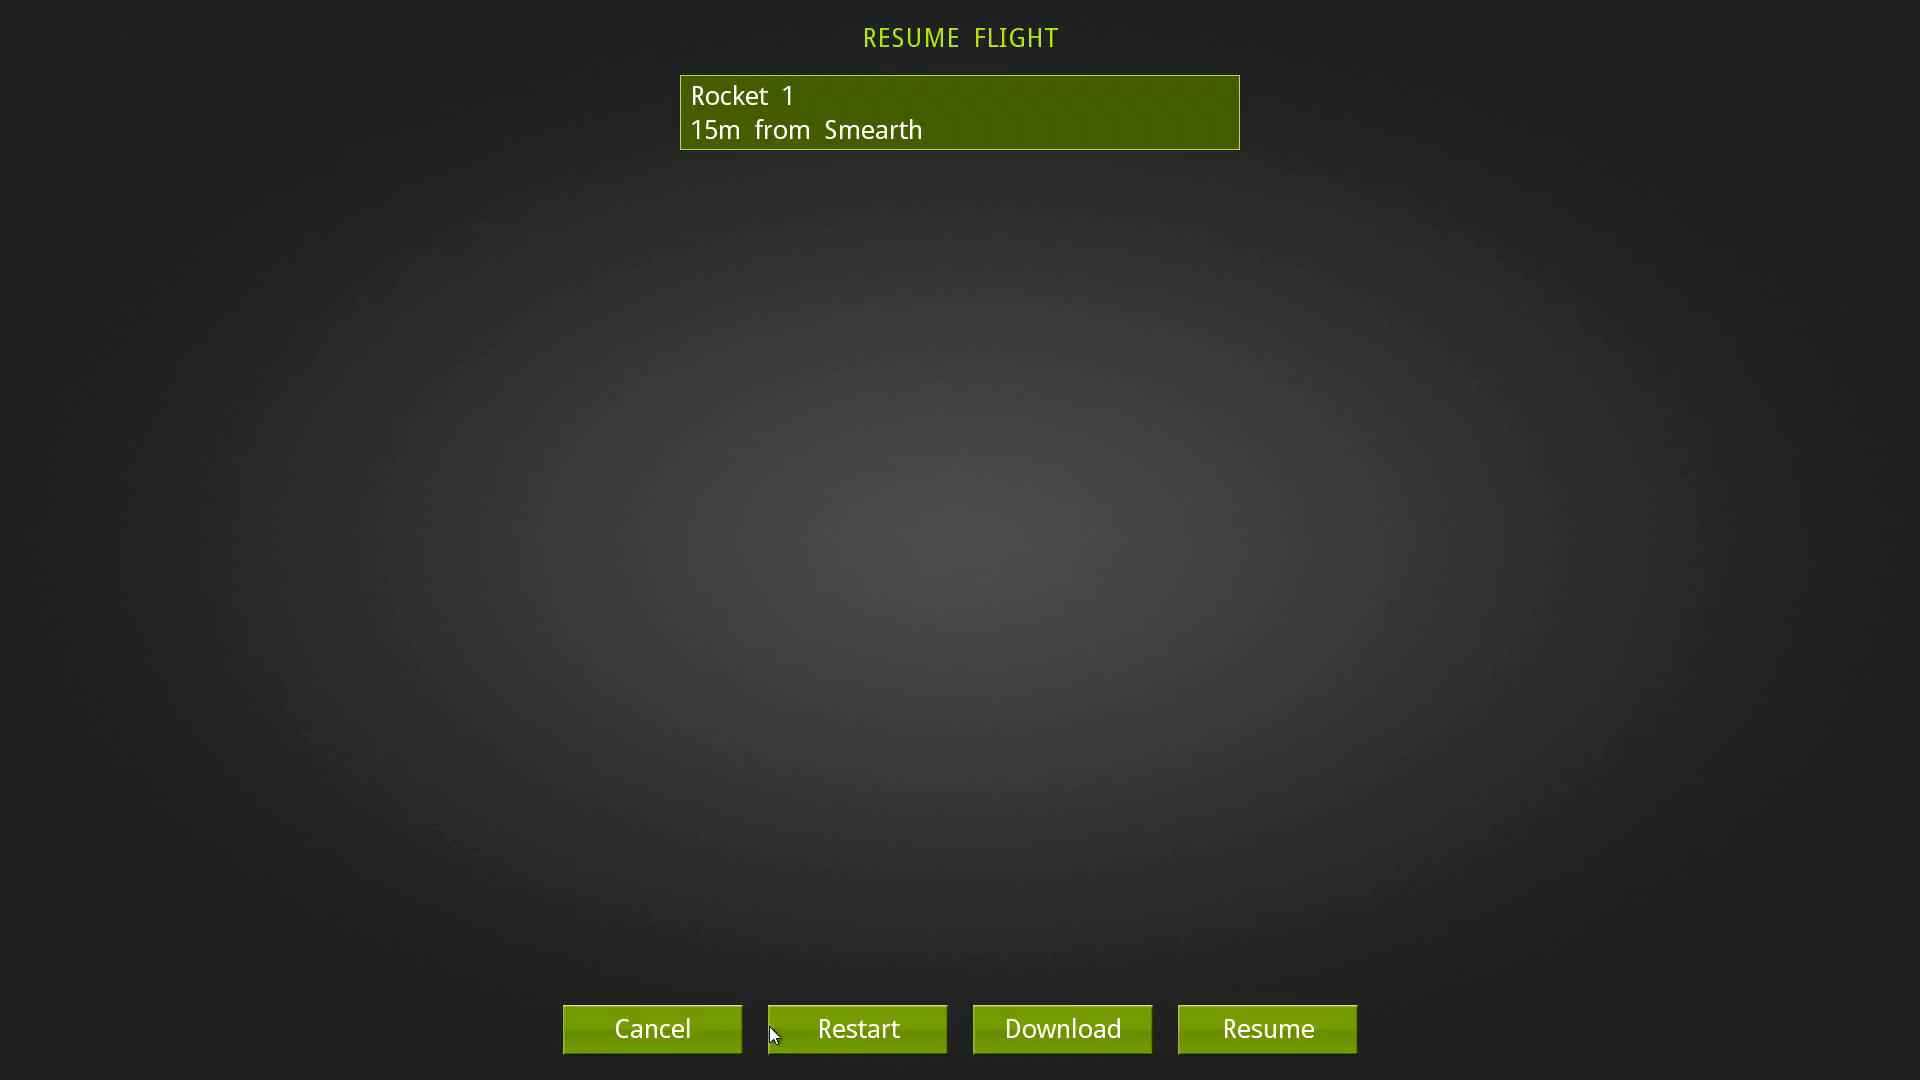 RESUME FLIGHT
Rocket 1
15m from Smearth
Cancel
Restart
Download
Resume